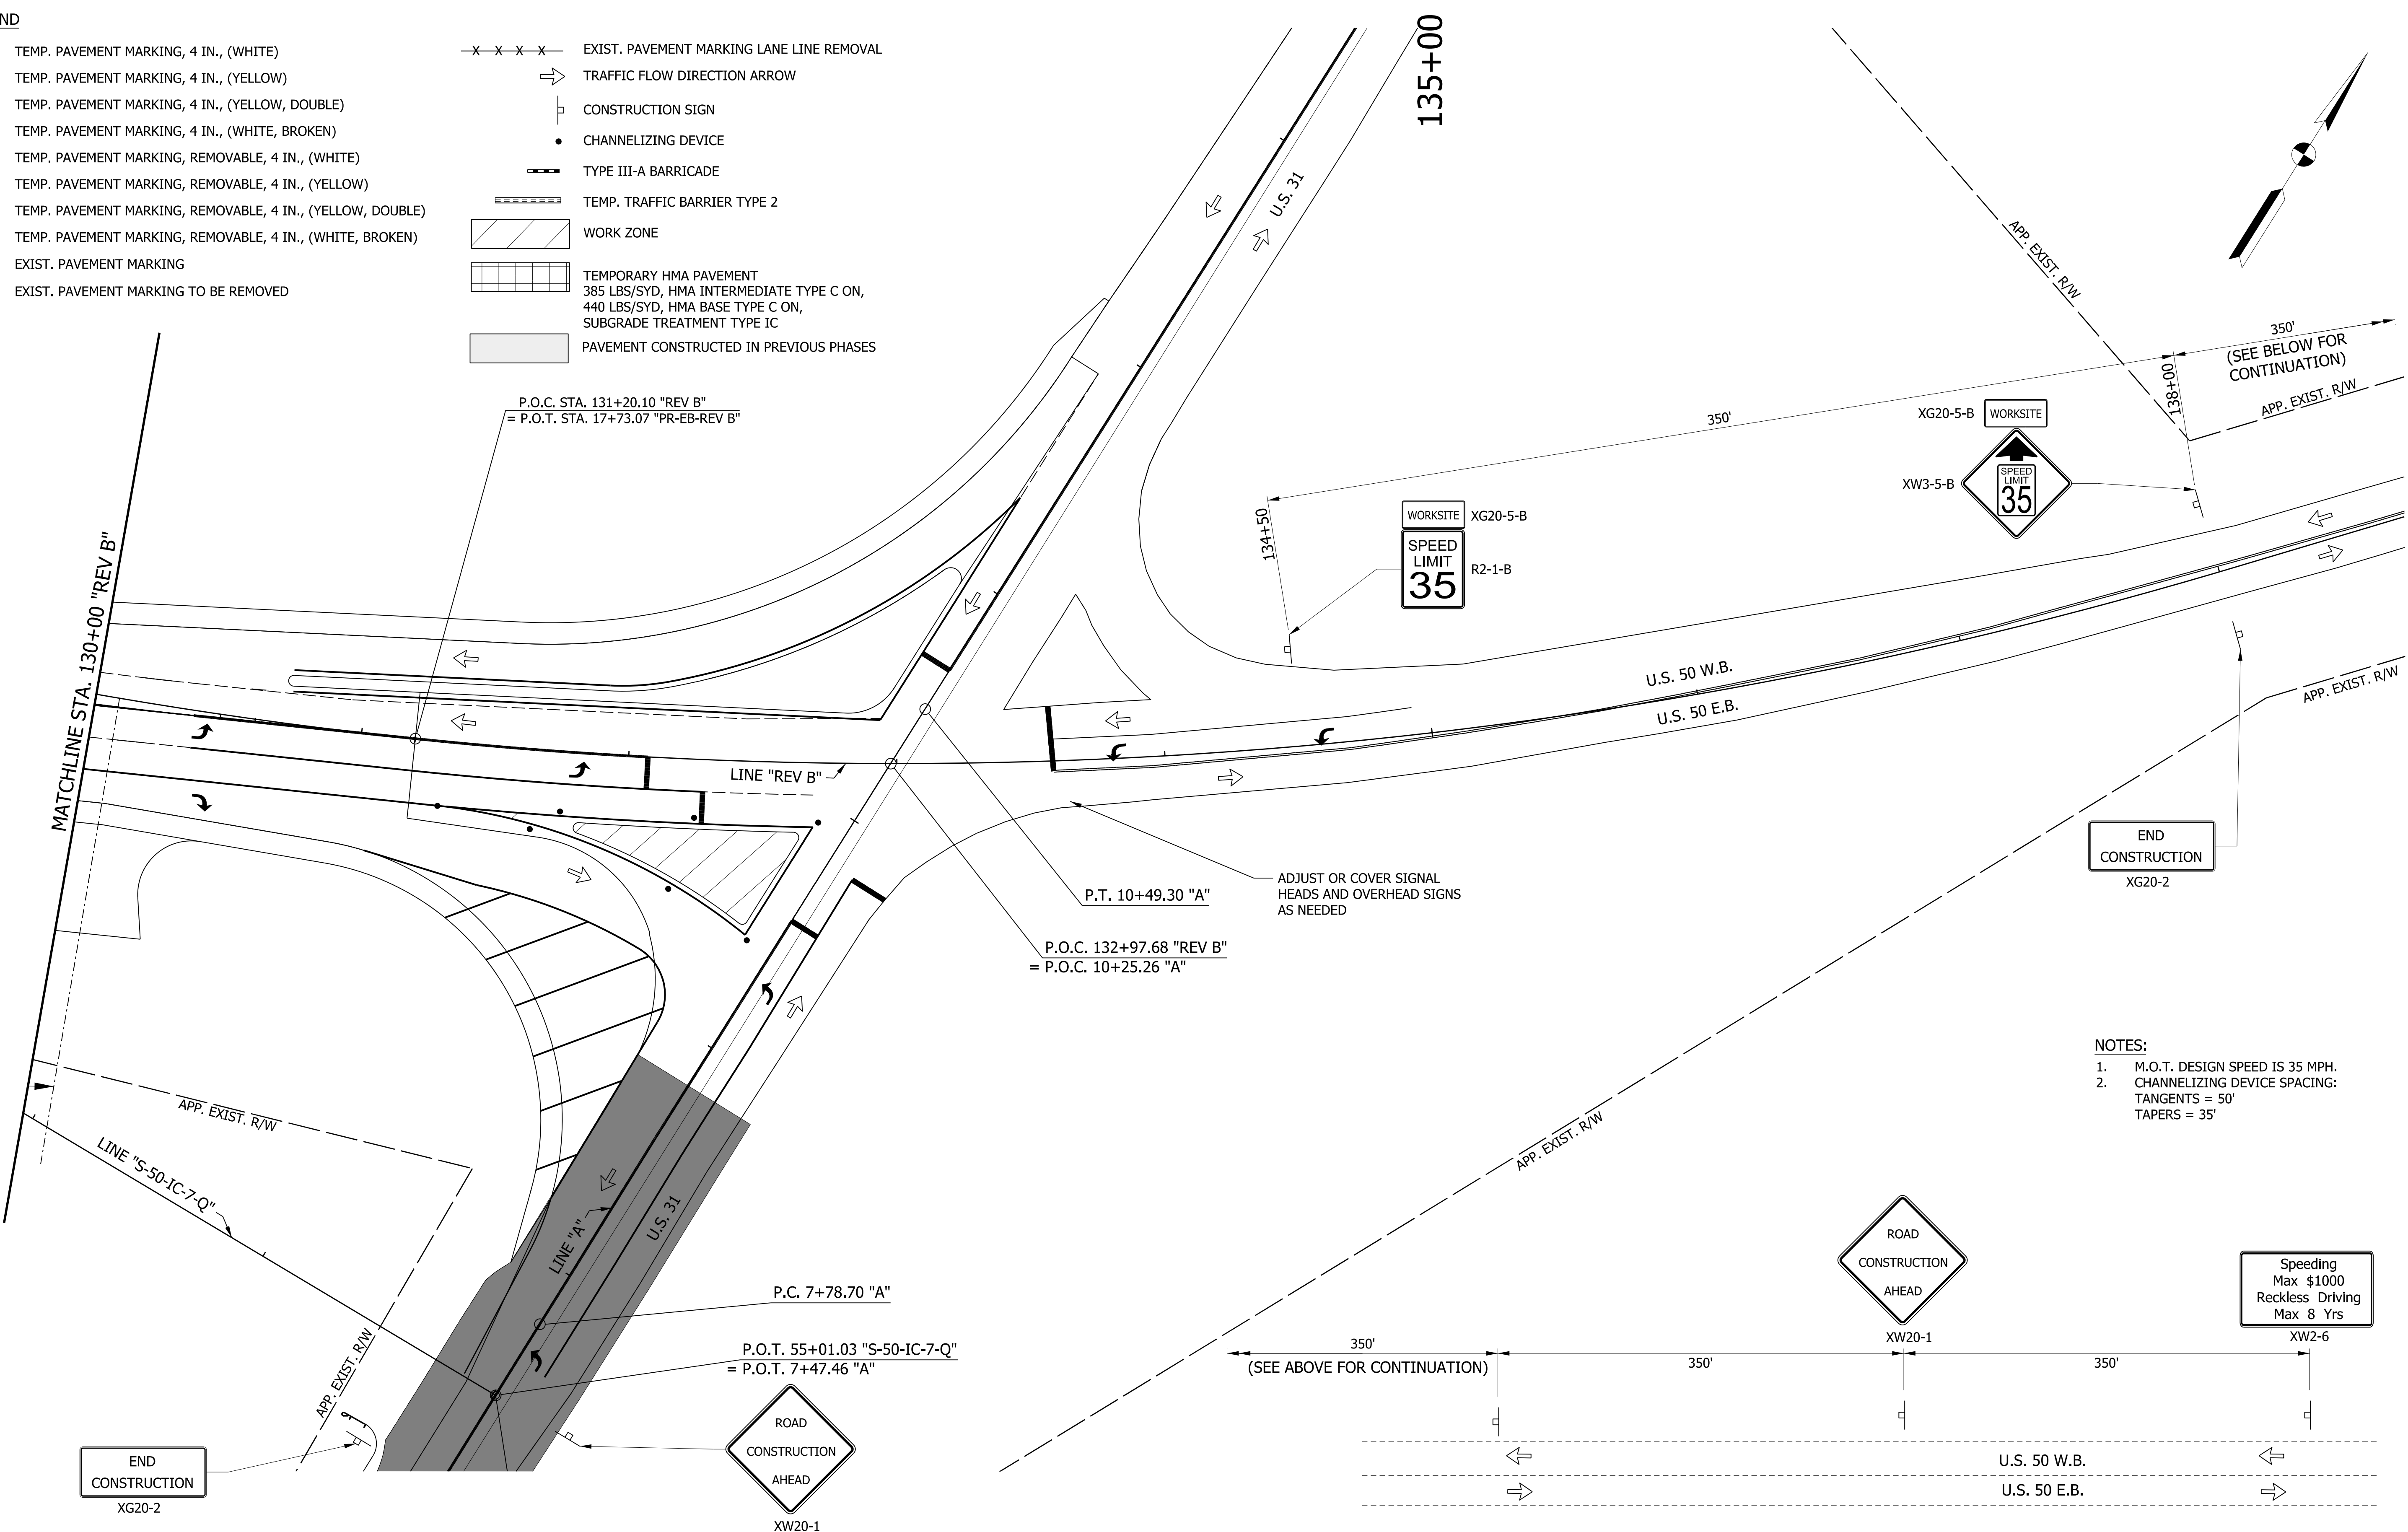 ND
TEMP. PAVEMENT MARKING, 4 IN., (WHITE)
TEMP. PAVEMENT MARKING, 4 IN., (YELLOW)
TEMP. PAVEMENT MARKING, 4 IN., (YELLOW, DOUBLE)
TEMP. PAVEMENT MARKING, 4 IN., (WHITE, BROKEN)
TEMP. PAVEMENT MARKING, REMOVABLE, 4 IN., (WHITE)
TEMP. PAVEMENT MARKING, REMOVABLE, 4 IN., (YELLOW)
TEMP. PAVEMENT MARKING, REMOVABLE, 4 IN., (YELLOW, DOUBLE)
TEMP. PAVEMENT MARKING, REMOVABLE, 4 IN., (WHITE, BROKEN)
EXIST. PAVEMENT MARKING
EXIST. PAVEMENT MARKING TO BE REMOVED
X X X X
EXIST. PAVEMENT MARKING LANE LINE REMOVAL
TRAFFIC FLOW DIRECTION ARROW
CONSTRUCTION SIGN
CHANNELIZING DEVICE
TYPE III-A BARRICADE
TEMP. TRAFFIC BARRIER TYPE 2
WORK ZONE
TEMPORARY HMA PAVEMENT
385 LBS/SYD, HMA INTERMEDIATE TYPE C ON,
440 LBS/SYD, HMA BASE TYPE C ON,
SUBGRADE TREATMENT TYPE IC
PAVEMENT CONSTRUCTED IN PREVIOUS PHASES
135+00
U.S. 31
APP. EXIST. R/W
350'
(SEE BELOW FOR
CONTINUATION)
138+00
APP. EXIST. R/W
350'
XG20-5-B
WORKSITE
XW3-5-B
SPEED
LIMIT
35
134+50
WORKSITE
XG20-5-B
SPEED
LIMIT
35
R2-1-B
P.O.C. STA. 131+20.10 "REV B"
= P.O.T. STA. 17+73.07 "PR-EB-REV B"
MATCHLINE STA. 130+00 "REV B"
LINE "REV B"
U.S. 50 W.B.
U.S. 50 E.B.
APP. EXIST. R/W
END
CONSTRUCTION
XG20-2
ADJUST OR COVER SIGNAL
HEADS AND OVERHEAD SIGNS
AS NEEDED
P.T. 10+49.30 "A"
P.O.C. 132+97.68 "REV B"
= P.O.C. 10+25.26 "A"
NOTES:
1. M.O.T. DESIGN SPEED IS 35 MPH.
2. CHANNELIZING DEVICE SPACING:
TANGENTS = 50'
TAPERS = 35'
APP. EXIST. R/W
APP. EXIST. R/W
LINE "S-50-IC-7-Q"
LINE "A"
U.S. 31
P.C. 7+78.70 "A"
P.O.T. 55+01.03 "S-50-IC-7-Q"
= P.O.T. 7+47.46 "A"
APP. EXIST. R/W
END
CONSTRUCTION
XG20-2
ROAD
CONSTRUCTION
AHEAD
XW20-1
ROAD
CONSTRUCTION
AHEAD
XW20-1
Speeding
Max $1000
Reckless Driving
Max 8 Yrs
XW2-6
350'
(SEE ABOVE FOR CONTINUATION)
350'
350'
U.S. 50 W.B.
U.S. 50 E.B.